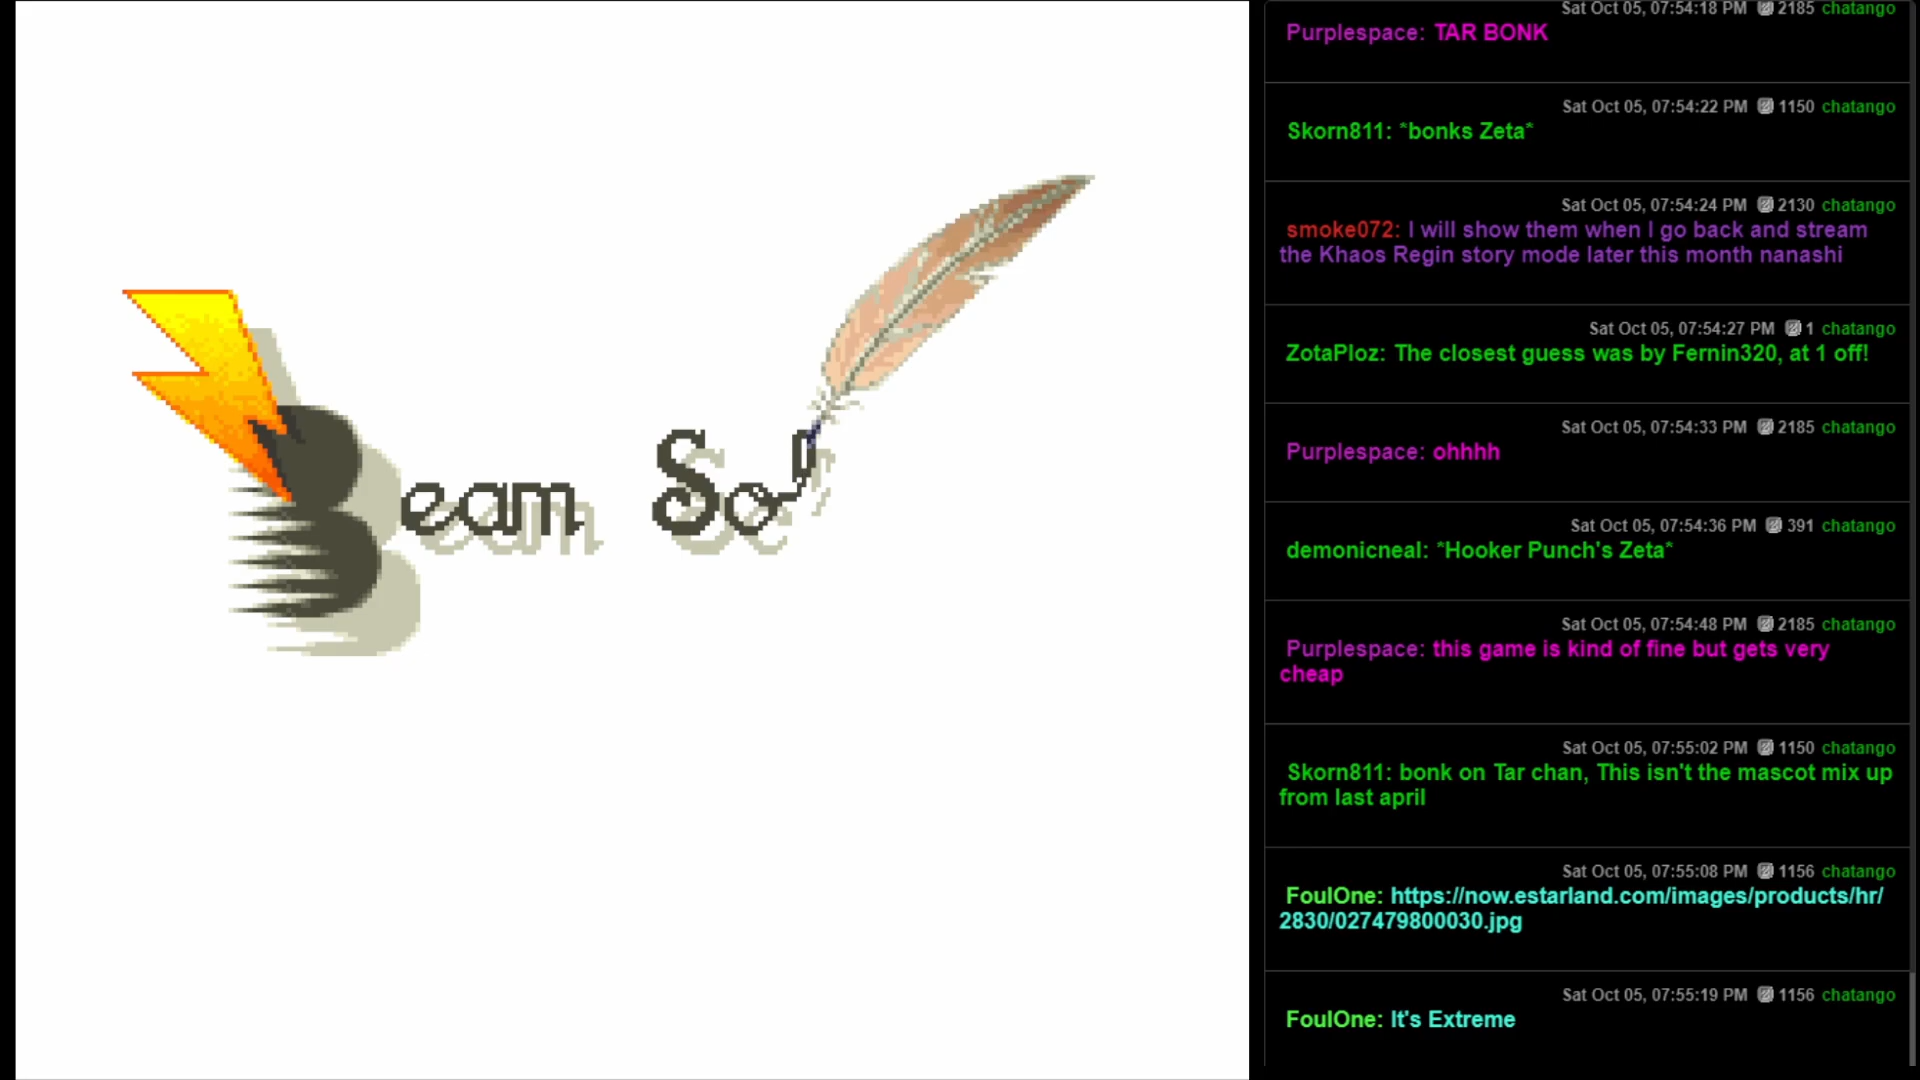 Beam So
Sat Oct 05, 07:54:18 PM 2185 chatango
Purplespace: TAR BONK
Sat Oct 05, 07:54:22 PM 1150 chatango
Skorn811: *bonks Zeta*
Sat Oct 05, 07:54:24 PM 2130 chatango
smoke072: I will show them when I go back and stream
the Khaos Regin story mode later this month nanashi
Sat Oct 05, 07:54:27 PM 1 chatango
ZotaPloz: The closest guess was by Fernin320, at 1 off!
Sat Oct 05, 07:54:33 PM 2185 chatango
Purplespace: ohhhh
Sat Oct 05, 07:54:36 PM 391 chatango
demonicneal: *Hooker Punch's Zeta*
Sat Oct 05, 07:54:48 PM 2185 chatango
Purplespace: this game is kind of fine but gets very
cheap
Sat Oct 05, 07:55:02 PM 1150 chatango
Skorn811: bonk on Tar chan, This isn't the mascot mix up
from last april
Sat Oct 05, 07:55:08 PM 1156 chatango
FoulOne: https://now.estarland.com/images/products/hr/
2830/027479800030.jpg
Sat Oct 05, 07:55:19 PM 1156 chatango
FoulOne: It's Extreme